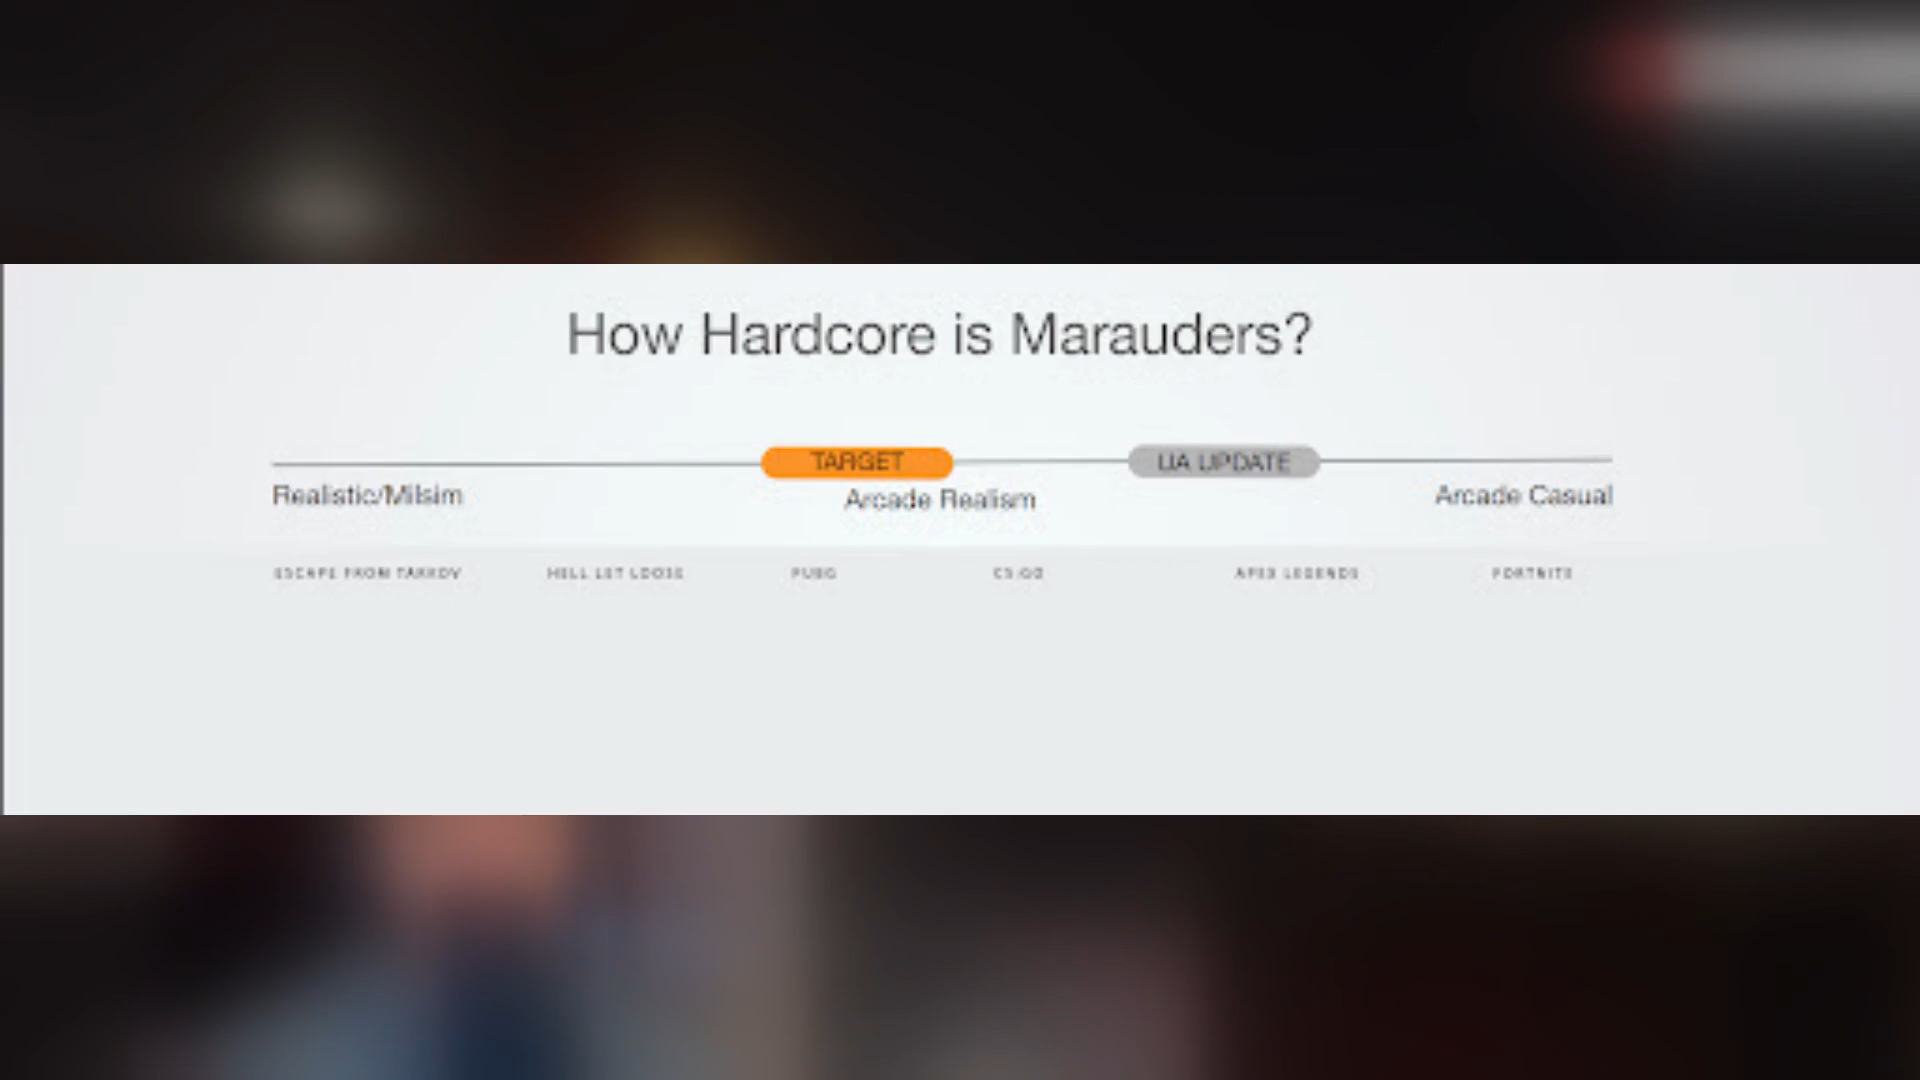 How Hardcore is Marauders?
TARGET
UA UPDATE
Realistic/Milsim
Arcade Realism
Arcade Casual
ESCAPE FROM TARKOV
HELL LET LOOSE
PUBG
CS:GO
APEX LEGENDS
FORTNITE